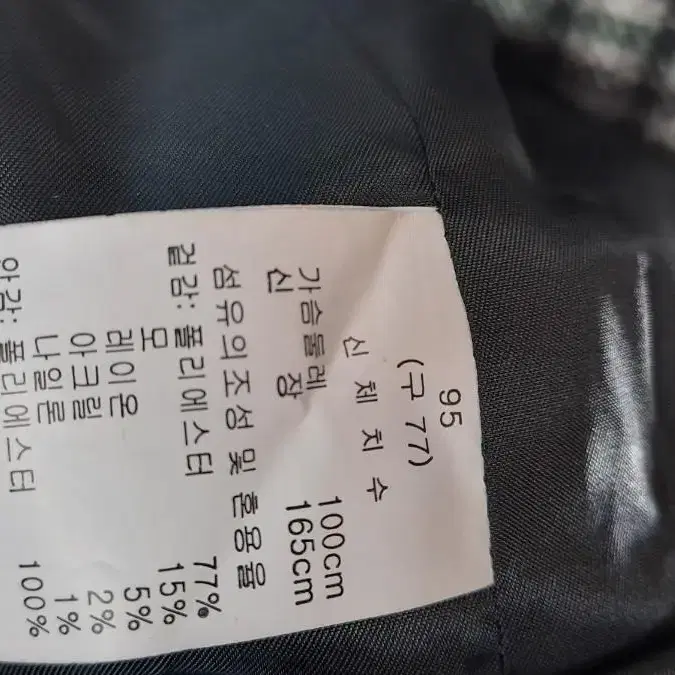 95
(구 77)
신 체 치 수
가슴둘레 100cm
신 장 165cm
섬유의조성 및 혼용율
겉감: 폴리에스터 77%
모 15%
레이온 5%
아크릴 2%
나일론 1%
안감: 폴리에스터 100%